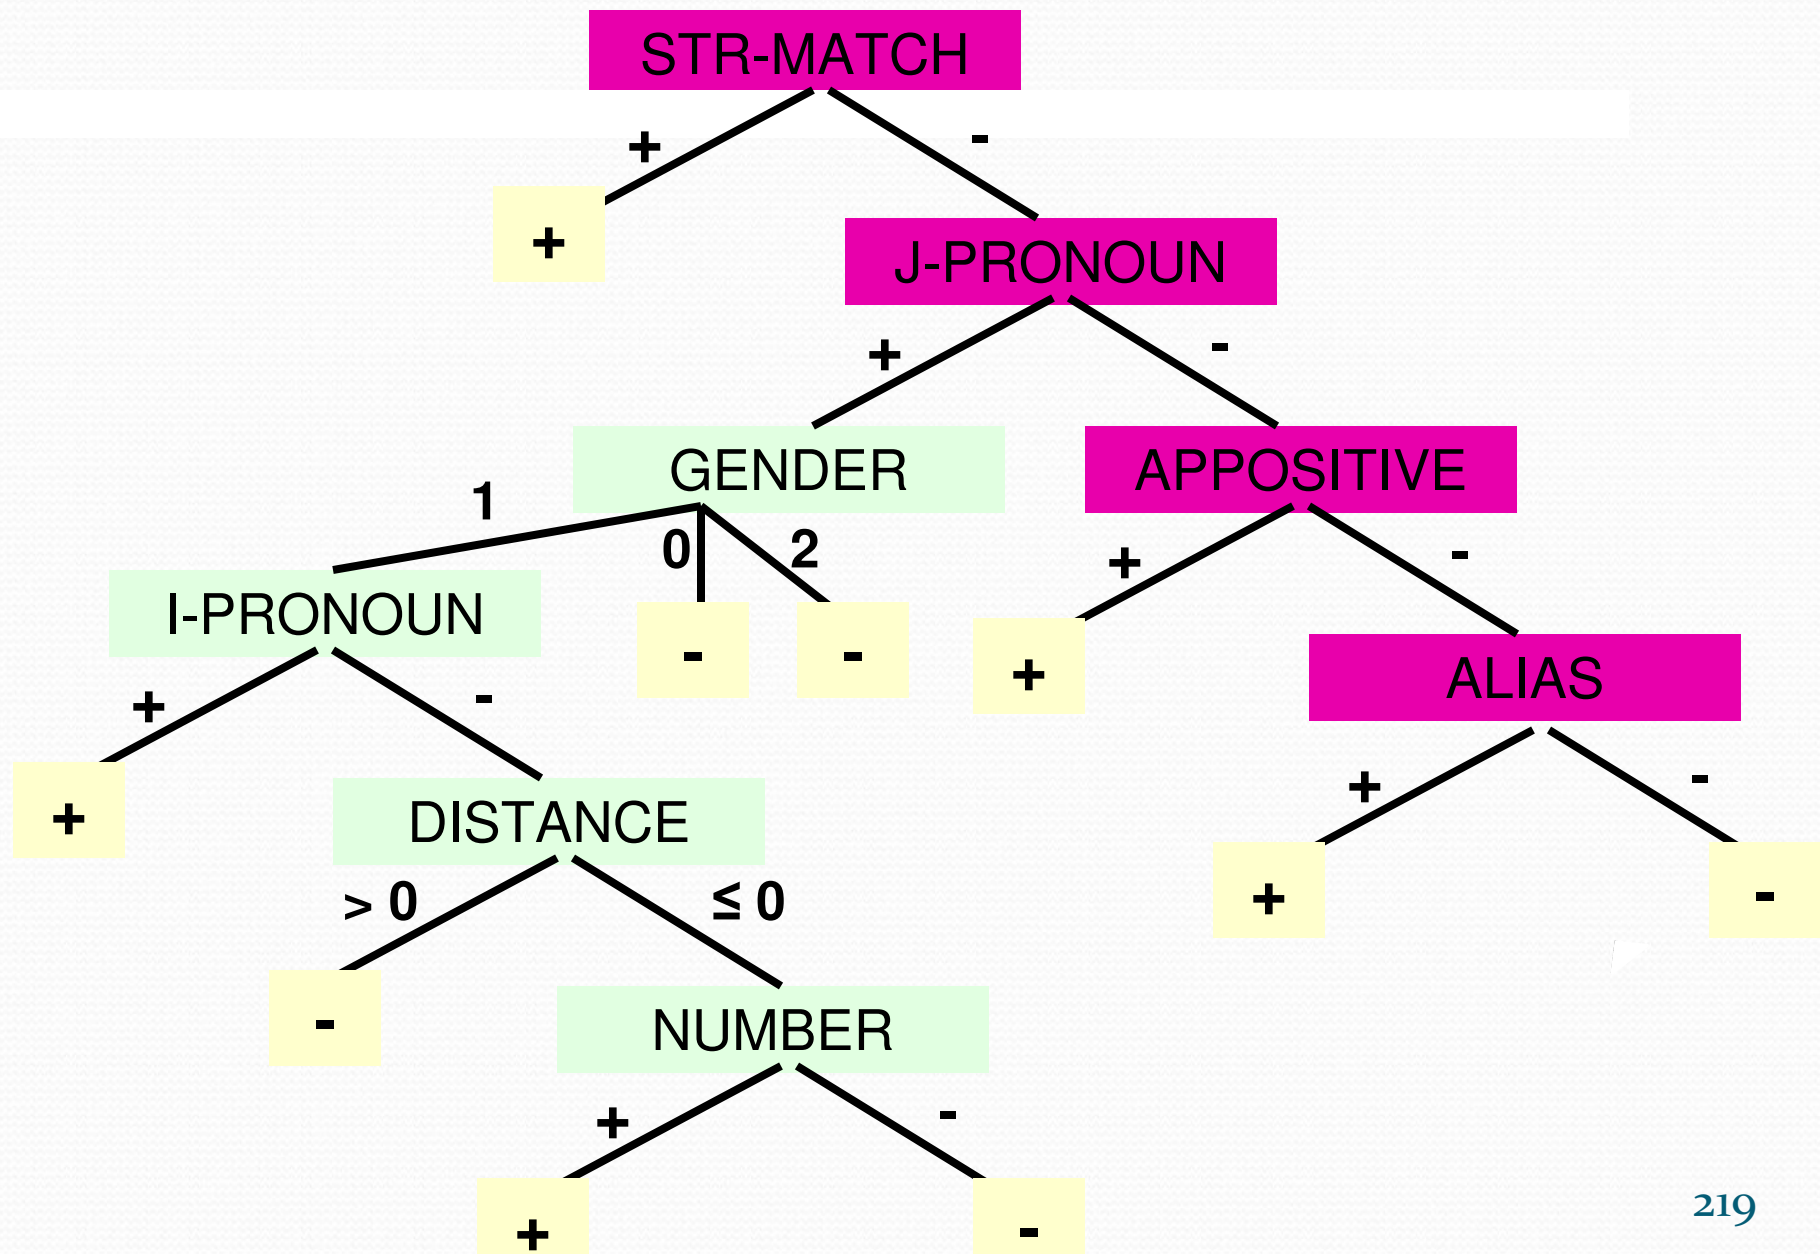 STR-MATCH
+ -
+
J-PRONOUN
+ -
GENDER APPOSITIVE
1 0 2 + -
I-PRONOUN
- - + ALIAS
+ - + -
+ DISTANCE + -
> 0 ≤ 0
- NUMBER
+ -
+ -
219